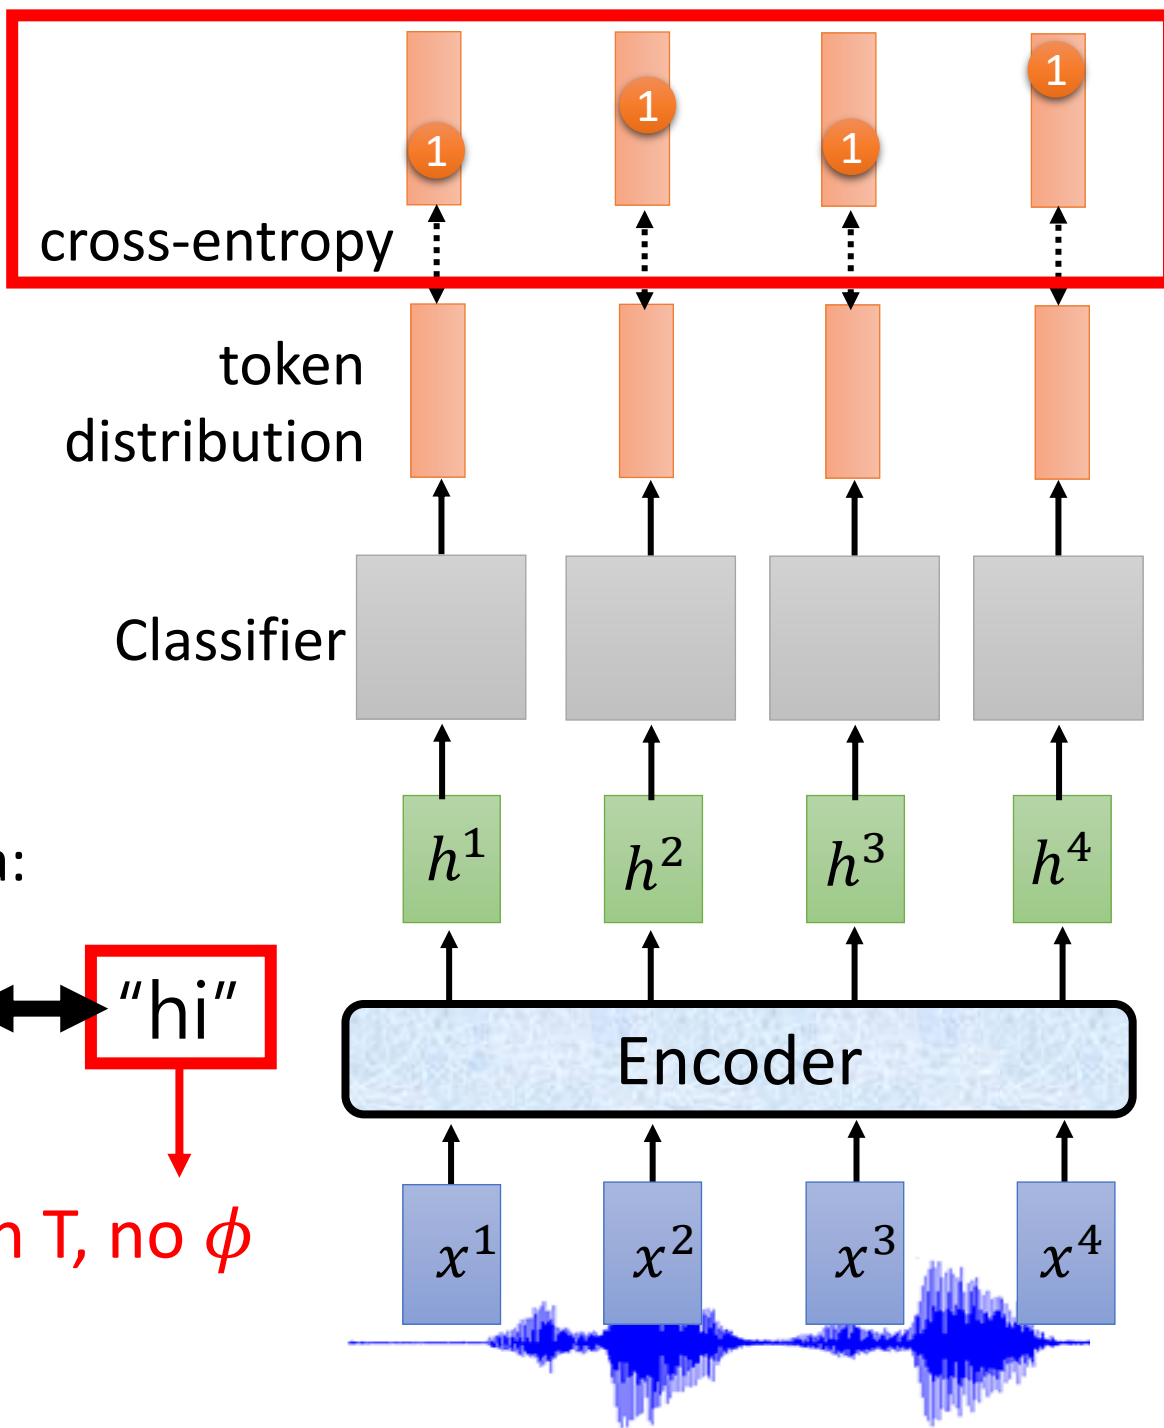 1 1 1 1
cross-entropy
token
distribution
Classifier
h¹ h² h³ h⁴
:
"hi"
Encoder
T, no ϕ
x¹ x² x³ x⁴